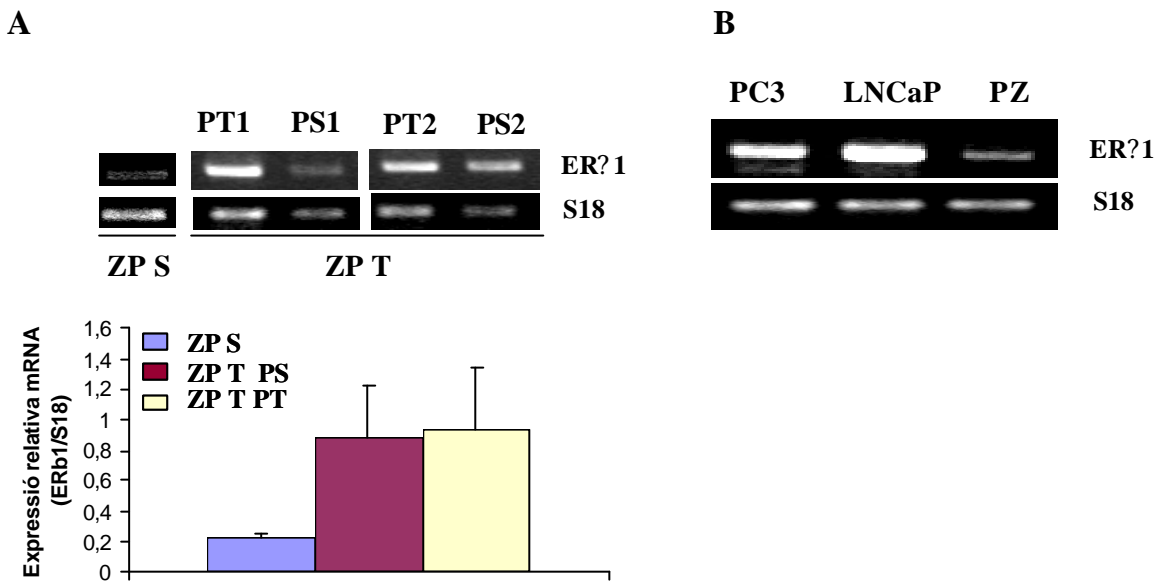 A
B
PT1 PS1 PT2 PS2
ER?1
S18
ZP S
ZP T
PC3 LNCaP PZ
ER?1
S18
Expressió relativa mRNA
(ERb1/S18)
1,6
1,4
1,2
1
0,8
0,6
0,4
0,2
0
ZP S
ZP T PS
ZP T PT